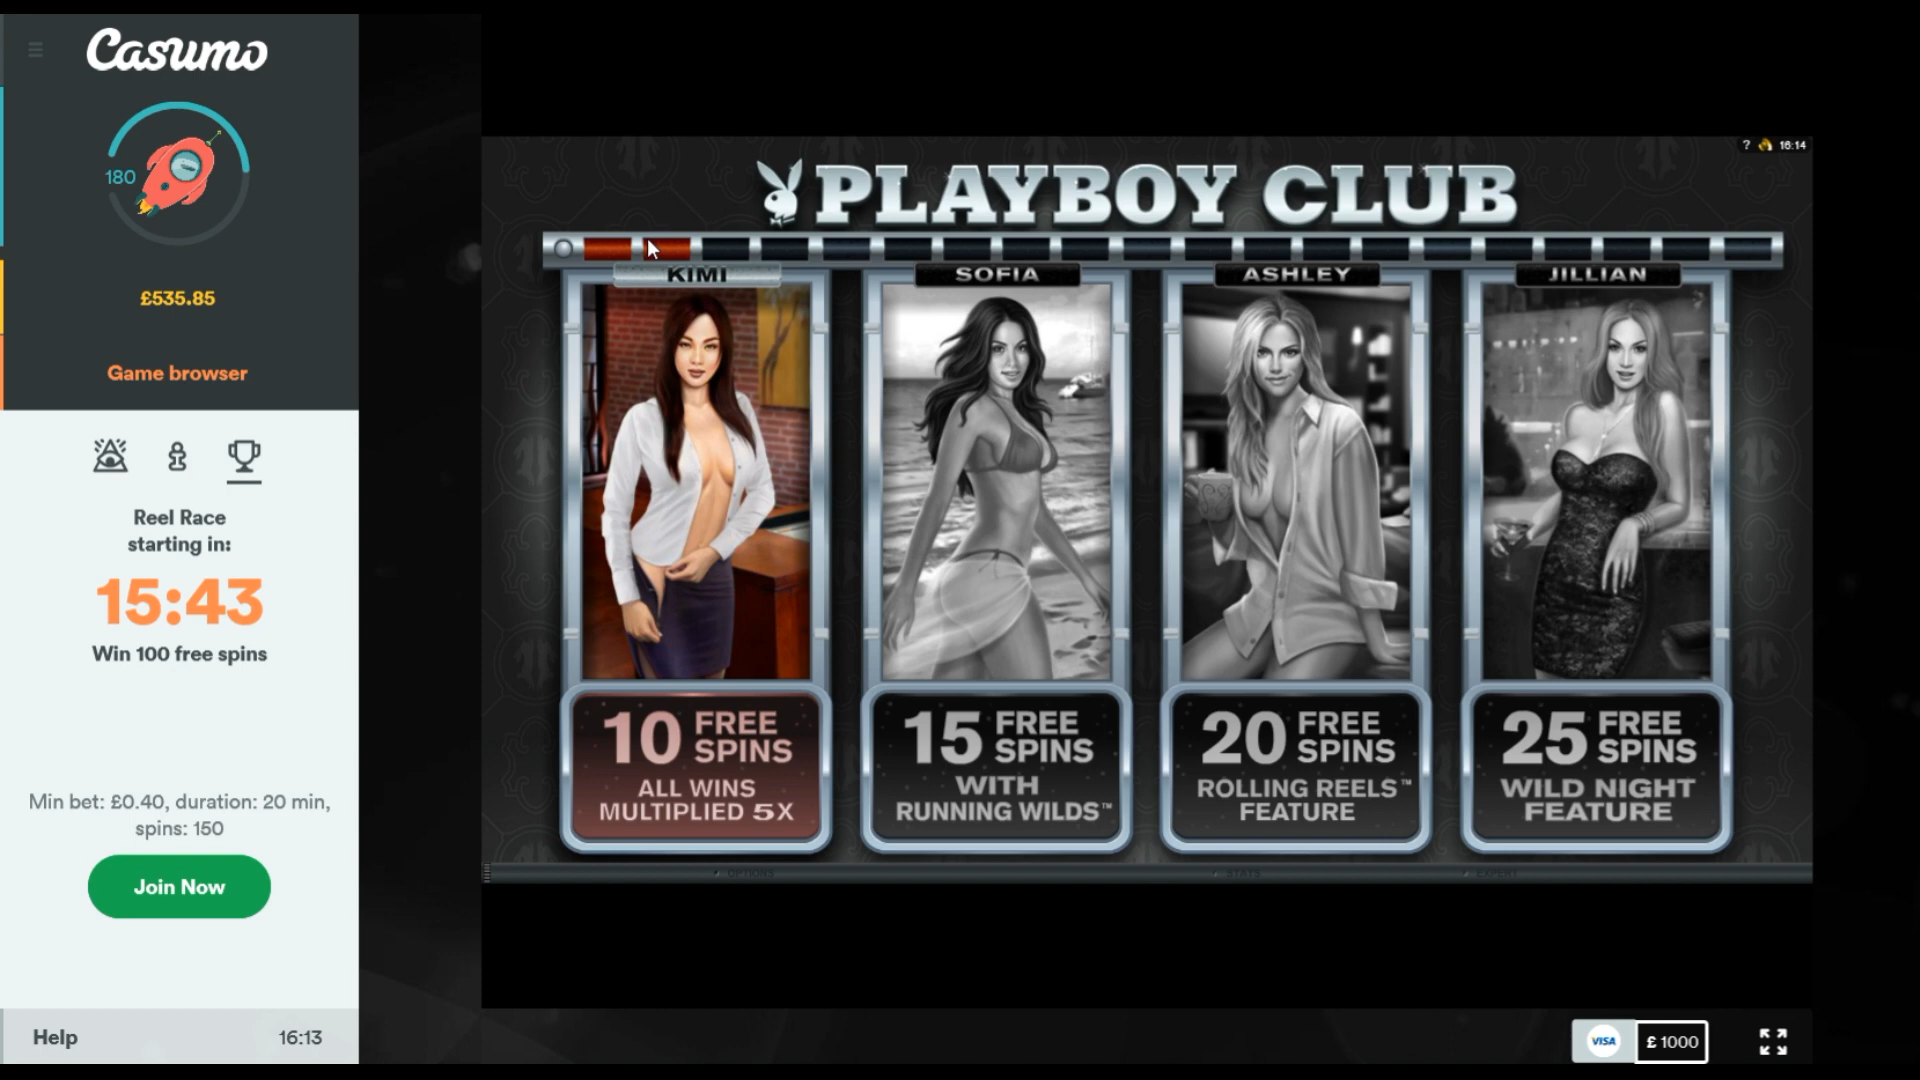 Casumo
180
£535.85
Game browser
Reel Race
starting in:
15:43
Win 100 free spins
Min bet: £0.40, duration: 20 min,
spins: 150
Join Now
Help 16:13
? 16:14
PLAYBOY CLUB
KIMI
10 FREE SPINS
ALL WINS
MULTIPLIED 5X
SOFIA
15 FREE SPINS
WITH
RUNNING WILDS™
ASHLEY
20 FREE SPINS
ROLLING REELS™
FEATURE
JILLIAN
25 FREE SPINS
WILD NIGHT
FEATURE
OPTIONS STATS EXPERT
VISA £ 1000